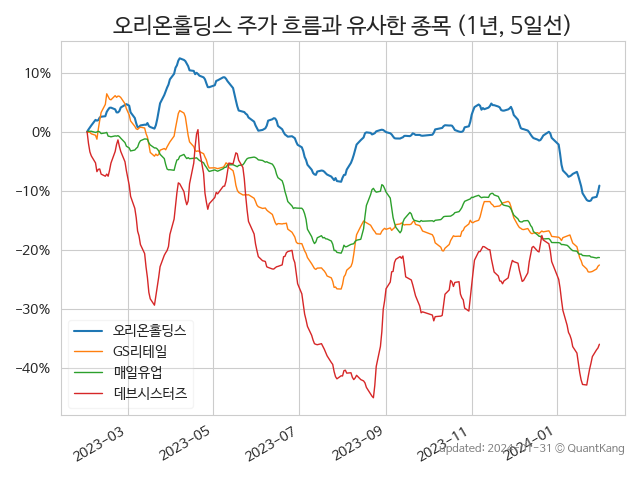 오리온홀딩스 주가 흐름과 유사한 종목 (1년, 5일선)
10%
0%
−10%
−20%
−30%
−40%
오리온홀딩스
GS리테일
매일유업
데브시스터즈
2023−03
2023−05
2023−07
2023−09
2023−11
2024−01
updated: 2024-01-31 © QuantKang